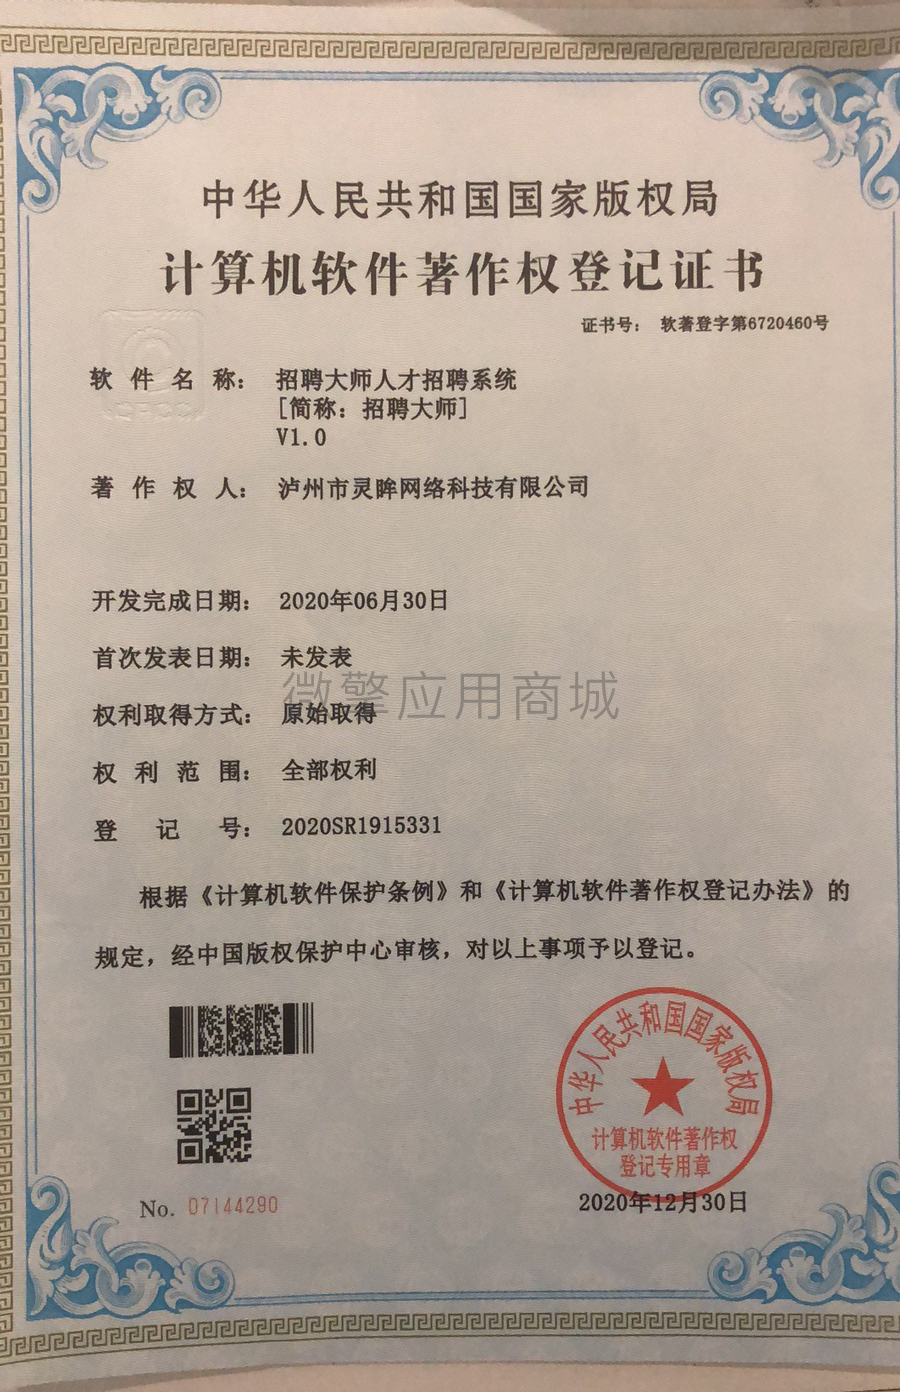 中华人民共和国国家版权局
计算机软件著作权登记证书
证书号： 软著登字第6720460号
软件名称： 招聘大师人才招聘系统
[简称：招聘大师]
V1.0
著作权人： 泸州市灵眸网络科技有限公司
开发完成日期： 2020年06月30日
首次发表日期： 未发表
微擎应用商城
权利取得方式： 原始取得
权利范围： 全部权利
登记号： 2020SR1915331
根据《计算机软件保护条例》和《计算机软件著作权登记办法》的
规定，经中国版权保护中心审核，对以上事项予以登记。
中华人民共和国国家版权局
计算机软件著作权
登记专用章
No. 07144290
2020年12月30日